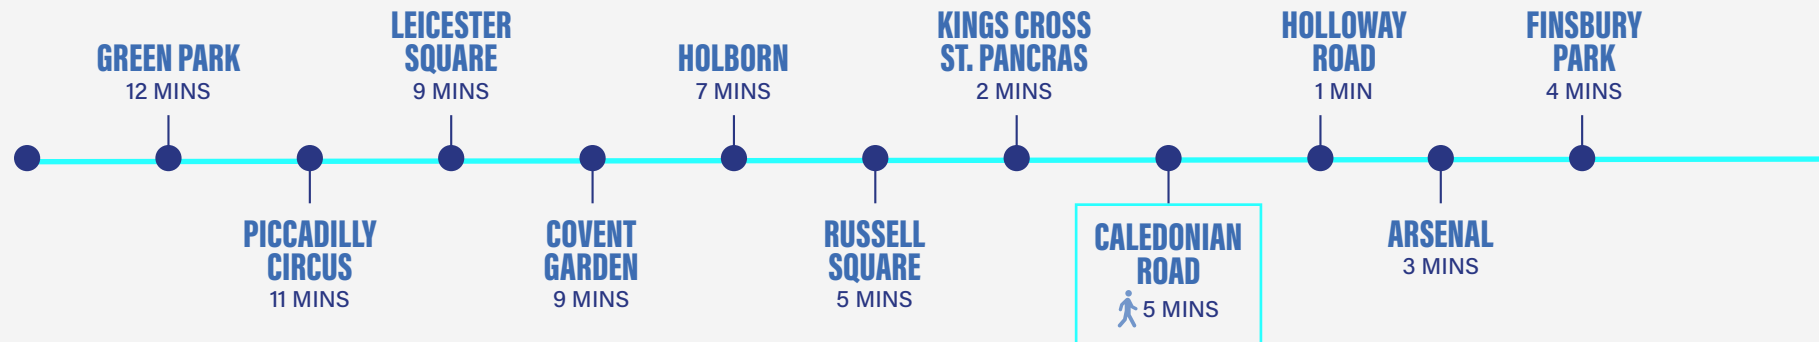 GREEN PARK
12 MINS
PICCADILLY
CIRCUS
11 MINS
LEICESTER
SQUARE
9 MINS
COVENT
GARDEN
9 MINS
HOLBORN
7 MINS
RUSSELL
SQUARE
5 MINS
KINGS CROSS
ST. PANCRAS
2 MINS
CALEDONIAN
ROAD
5 MINS
HOLLOWAY
ROAD
1 MIN
ARSENAL
3 MINS
FINSBURY
PARK
4 MINS